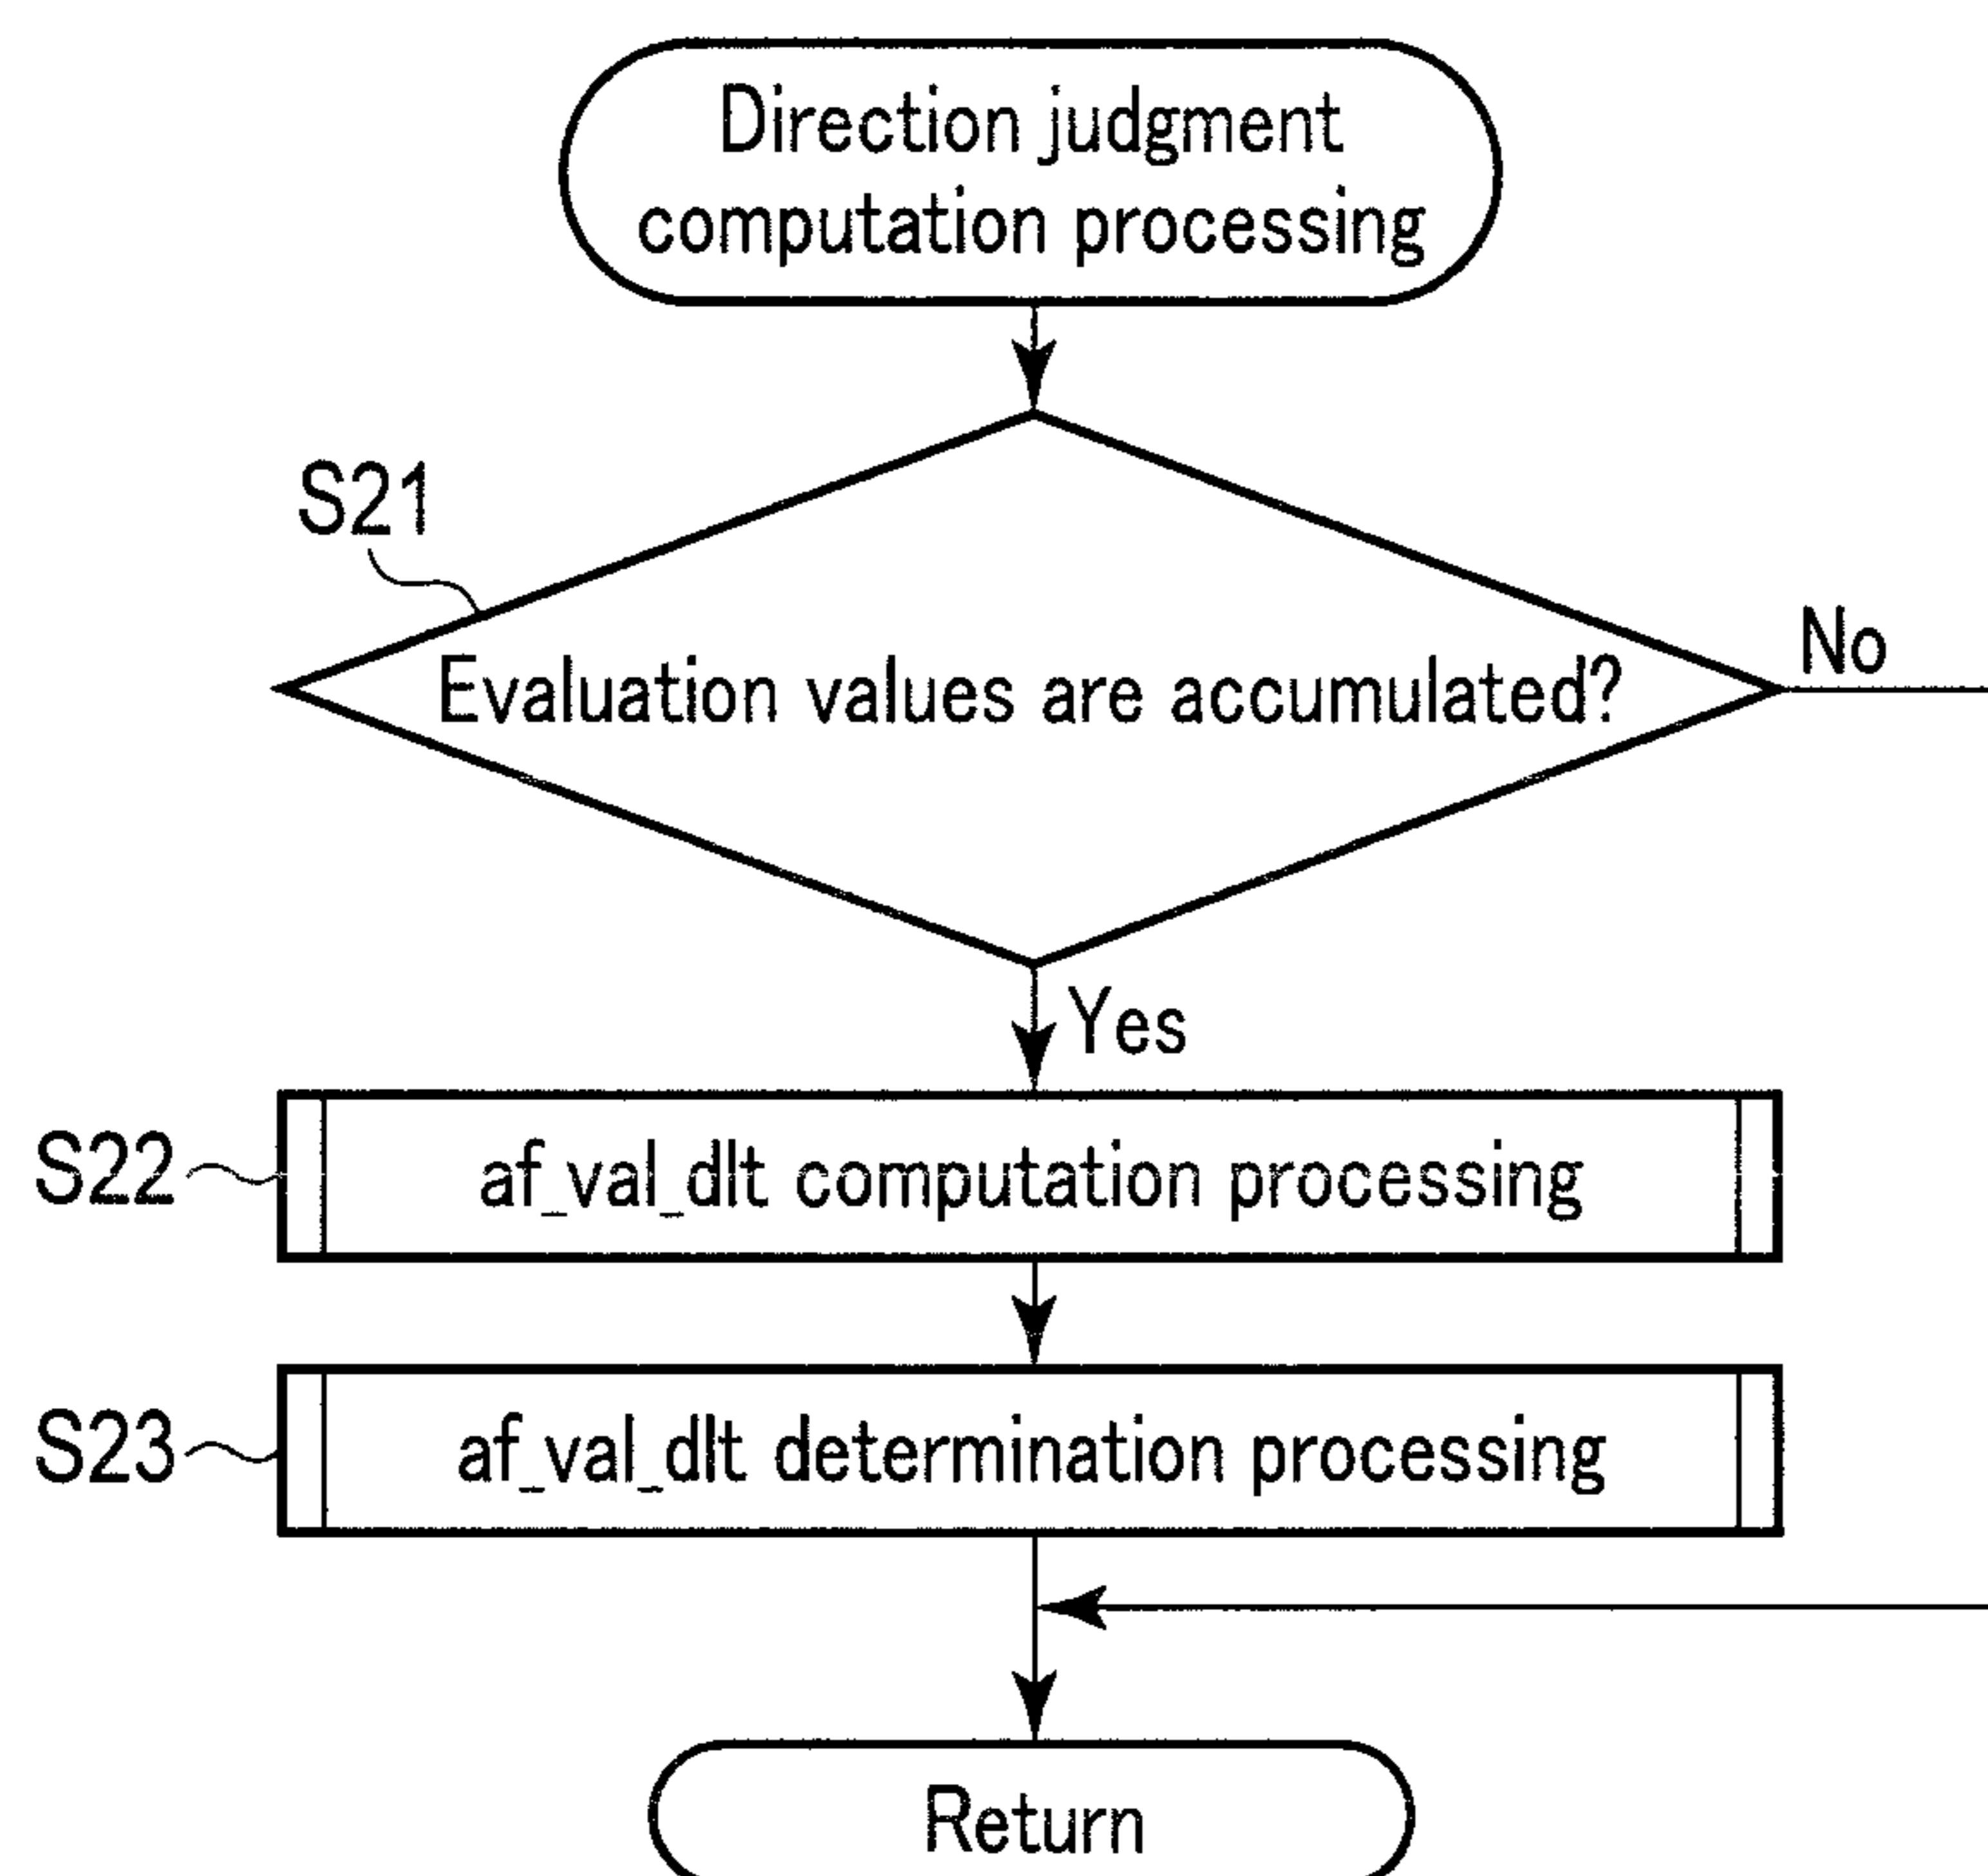 Direction judgment
computation processing
S21
Evaluation values are accumulated?
No
Yes
S22
af_val_dlt computation processing
S23
af_val_dlt determination processing
Return